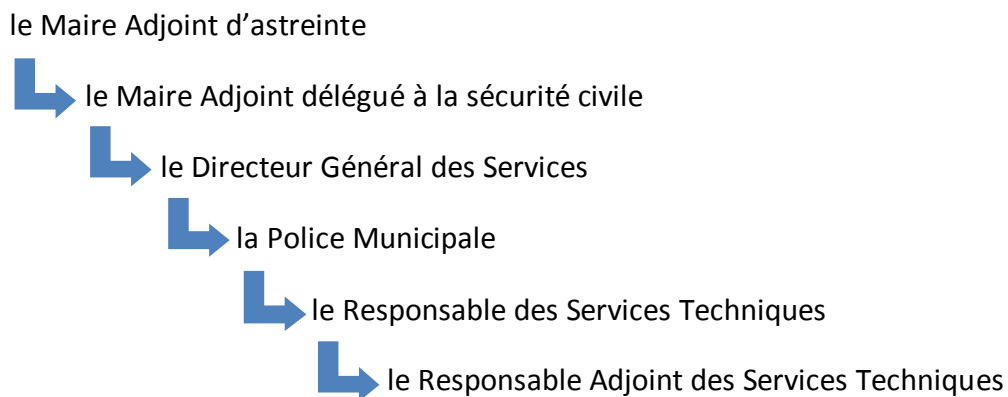 le Maire Adjoint d’astreinte
le Maire Adjoint délégué à la sécurité civile
le Directeur Général des Services
la Police Municipale
le Responsable des Services Techniques
le Responsable Adjoint des Services Techniques